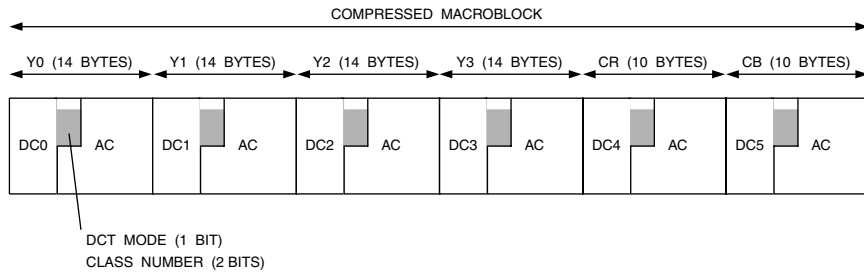 COMPRESSED MACROBLOCK
Y0 (14 BYTES) Y1 (14 BYTES) Y2 (14 BYTES) Y3 (14 BYTES) CR (10 BYTES) CB (10 BYTES)
DC0 AC DC1 AC DC2 AC DC3 AC DC4 AC DC5 AC
DCT MODE (1 BIT)
CLASS NUMBER (2 BITS)